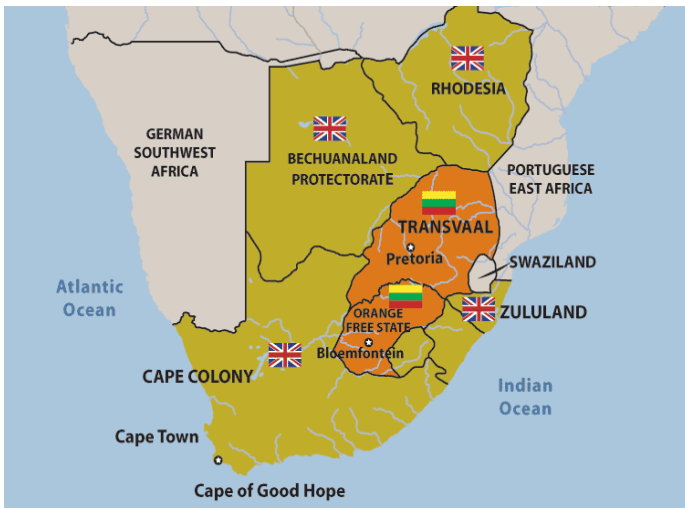 RHODESIA
GERMAN
SOUTHWEST
AFRICA
BECHUANALAND
PROTECTORATE
PORTUGUESE
EAST AFRICA
TRANSVAAL
Pretoria
SWAZILAND
Atlantic
Ocean
ORANGE
FREE STATE
ZULULAND
Bloemfontein
CAPE COLONY
Indian
Ocean
Cape Town
Cape of Good Hope